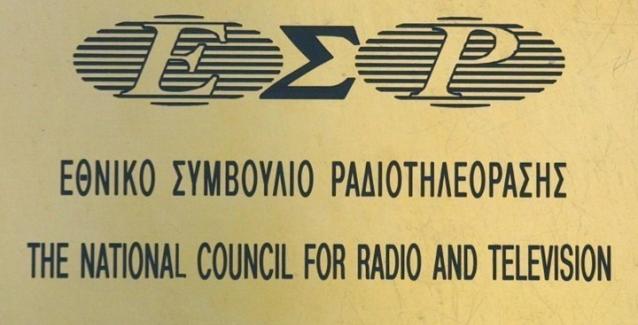 ΕΣΡ
ΕΘΝΙΚΟ ΣΥΜΒΟΥΛΙΟ ΡΑΔΙΟΤΗΛΕΟΡΑΣΗΣ
THE NATIONAL COUNCIL FOR RADIO AND TELEVISION